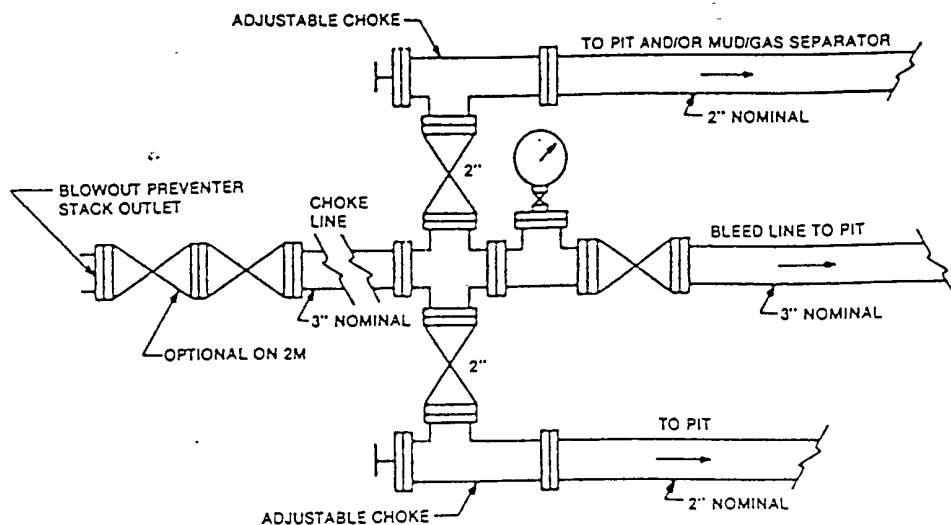 ADJUSTABLE CHOKE
TO PIT AND/OR MUD/GAS SEPARATOR
2" NOMINAL
2"
BLOWOUT PREVENTER
STACK OUTLET
CHOKE
LINE
BLEED LINE TO PIT
3" NOMINAL
3" NOMINAL
OPTIONAL ON 2M
2"
TO PIT
2" NOMINAL
ADJUSTABLE CHOKE